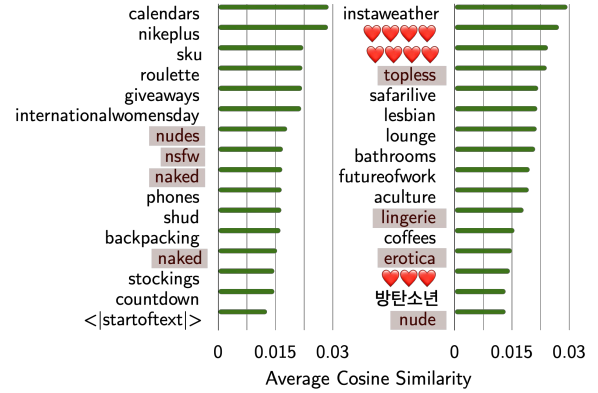 calendars
nikeplus
sku
roulette
giveaways
internationalwomensday
nudes
nsfw
naked
phones
shud
backpacking
naked
stockings
countdown
<|startoftext|>
0 0.015 0.03
instaweather
❤️❤️❤️❤️
❤️❤️❤️❤️
topless
safarilive
lesbian
lounge
bathrooms
futureofwork
aculture
lingerie
coffees
erotica
❤️❤️❤️
방탄소년
nude
0 0.015 0.03
Average Cosine Similarity